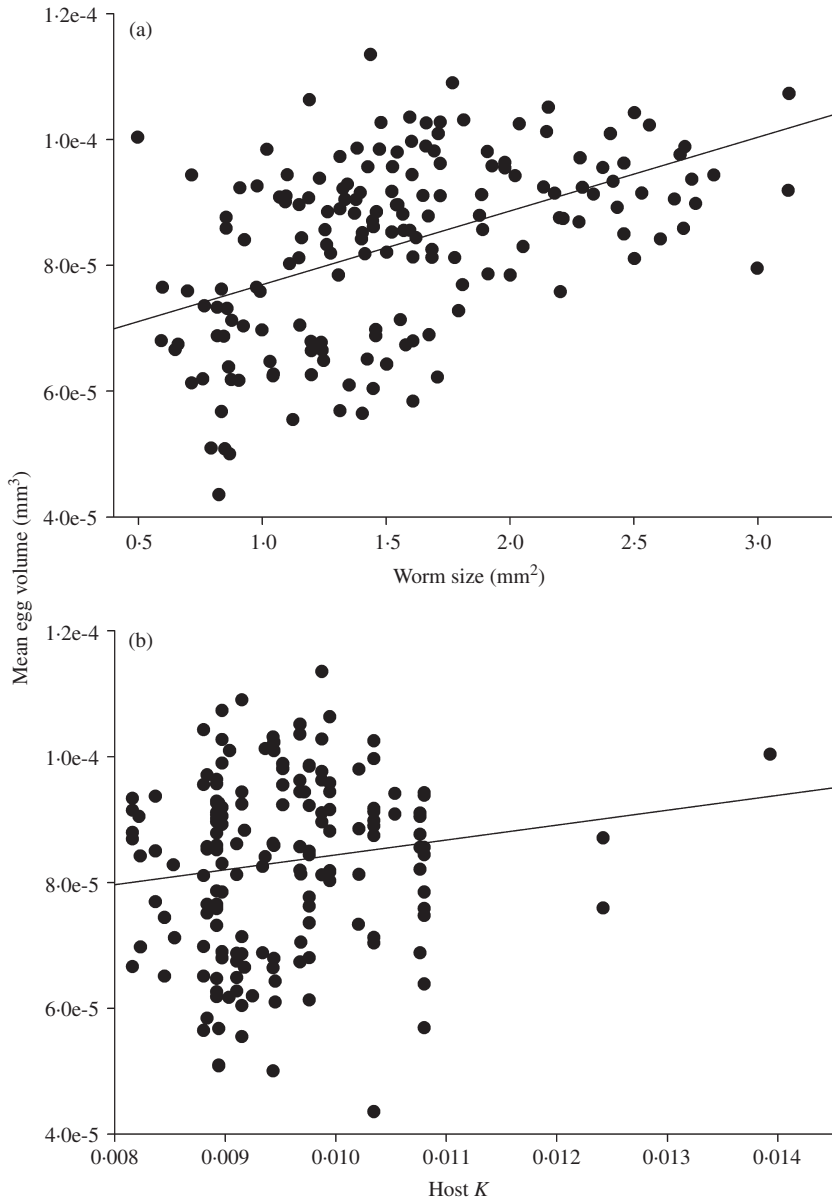 (a)
1·2e-4
1·0e-4
8·0e-5
6·0e-5
4·0e-5
0·5 1·0 1·5 2·0 2·5 3·0
Worm size (mm²)
Mean egg volume (mm³)
(b)
1·2e-4
1·0e-4
8·0e-5
6·0e-5
4·0e-5
0·008 0·009 0·010 0·011 0·012 0·013 0·014
Host K